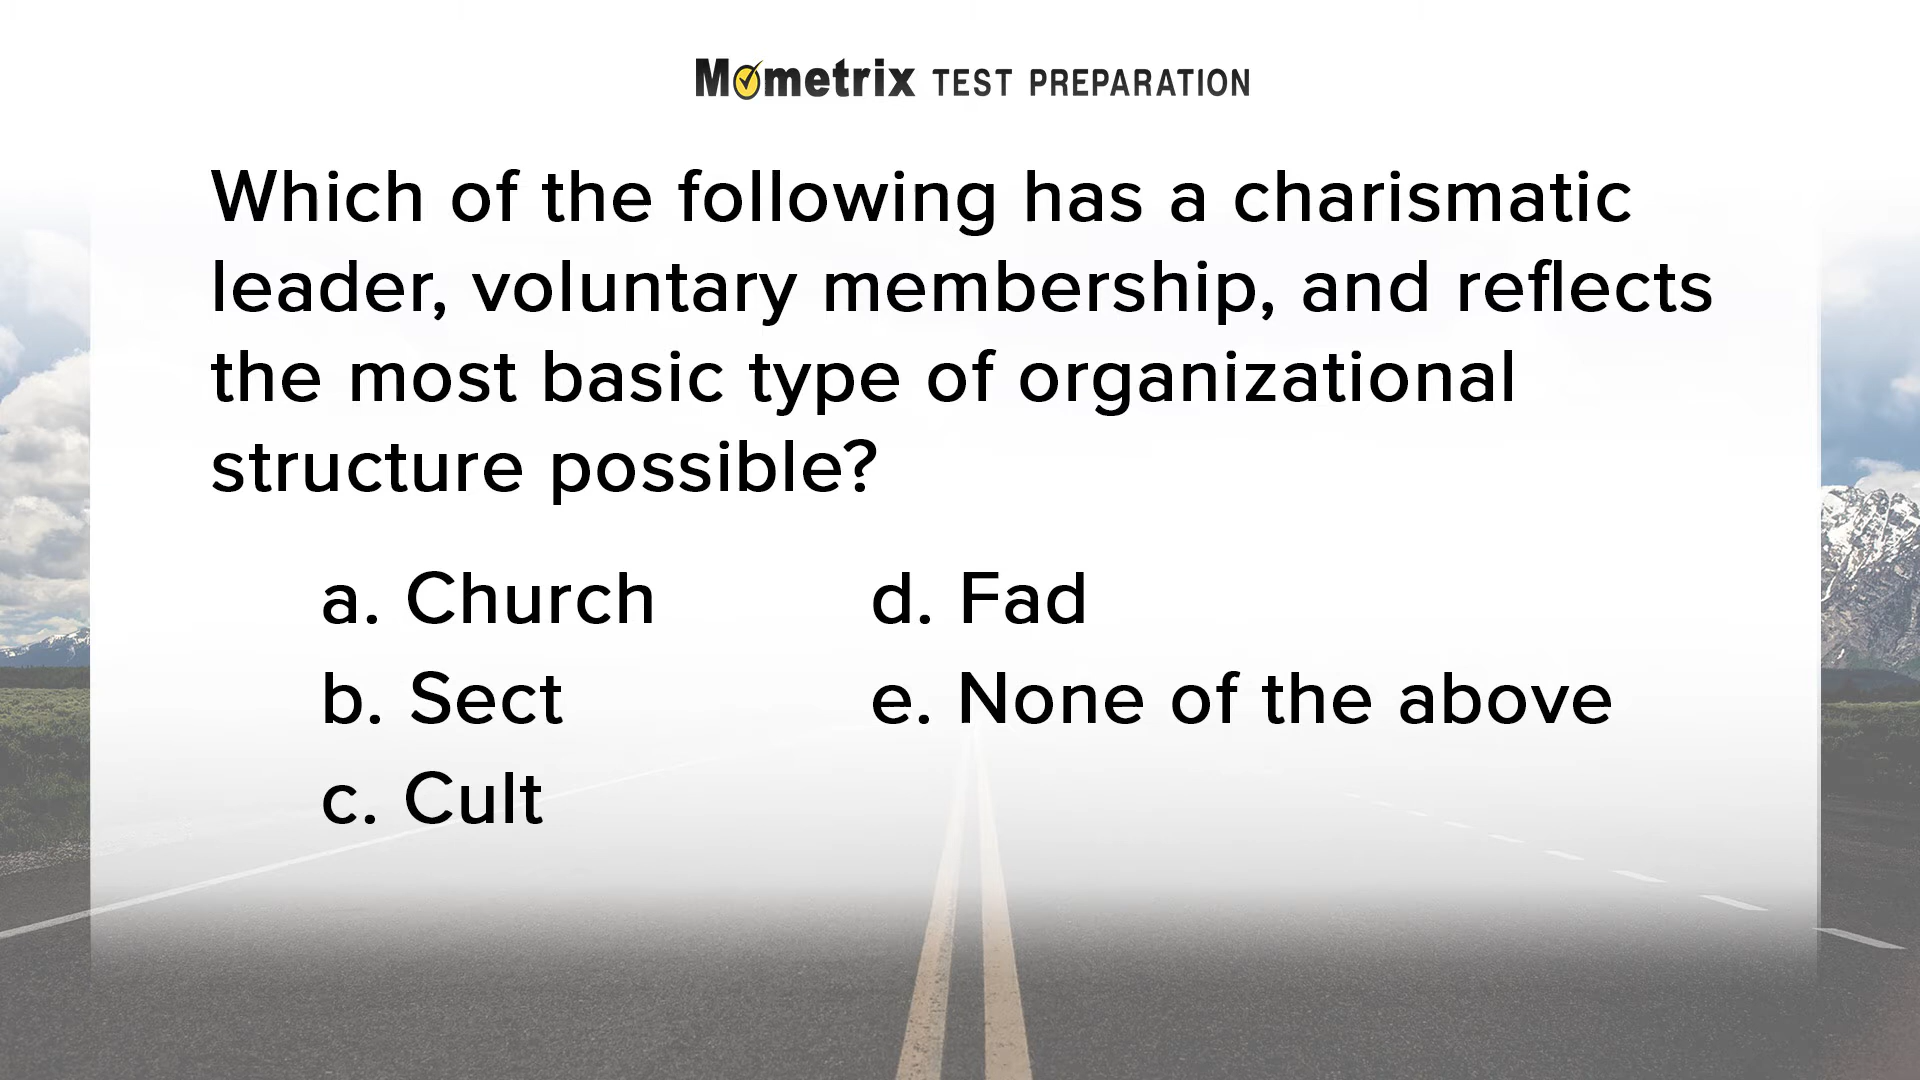 Mometrix TEST PREPARATION
Which of the following has a charismatic
leader, voluntary membership, and reflects
the most basic type of organizational
structure possible?
a. Church
b. Sect
c. Cult
d. Fad
e. None of the above